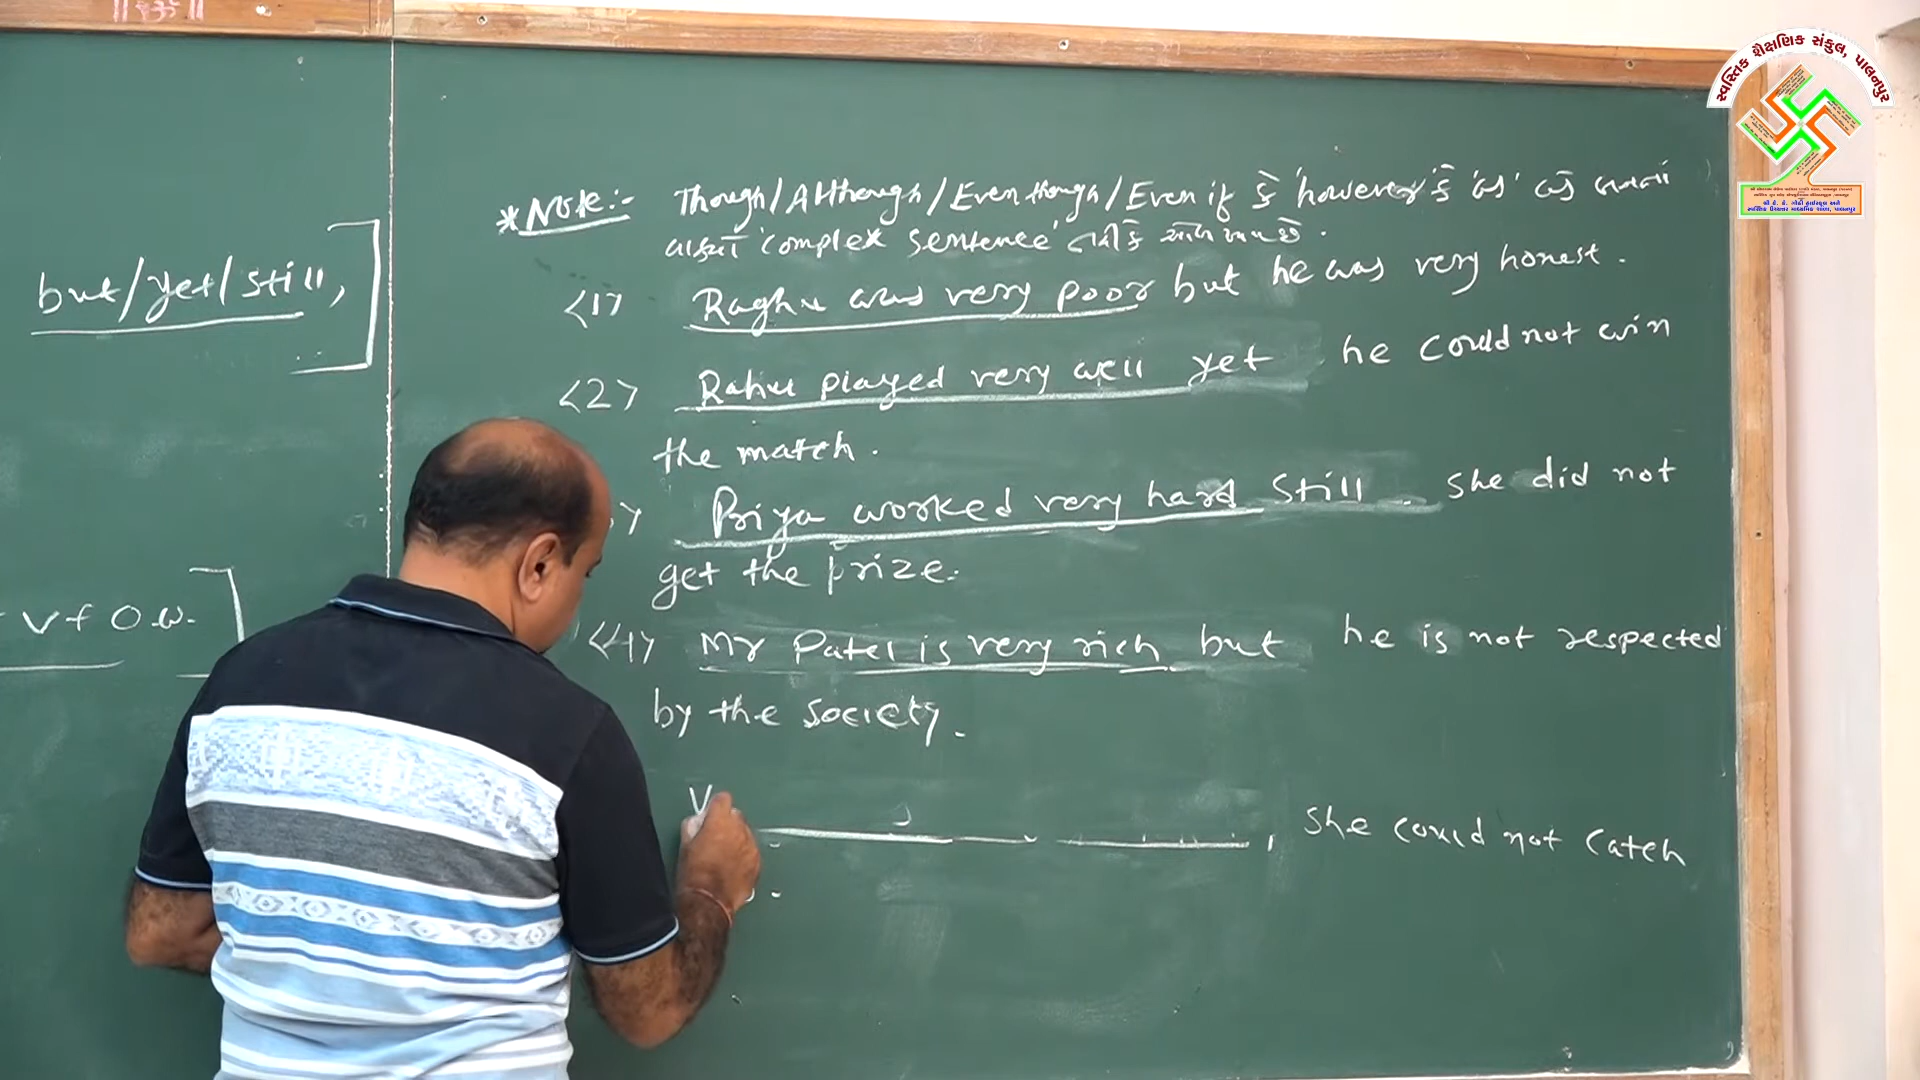 || ૐ ||
સ્વસ્તિક શૈક્ષણિક સંકુલ, પાલનપુર
but/yet/still,
v + o.w.
*Note:- Though/Although/Even though/Even if કે 'however' કે 'as' વડે બનતાં
વાક્યો 'complex sentence' તરીકે
<1> Raghu was very poor but he was very honest.
<2> Rahul played very well yet he could not win
the match.
> Priya worked very hard still she did not
get the prize.
<4> Mr Patel is very rich but he is not respected
by the society.
V , she could not catch